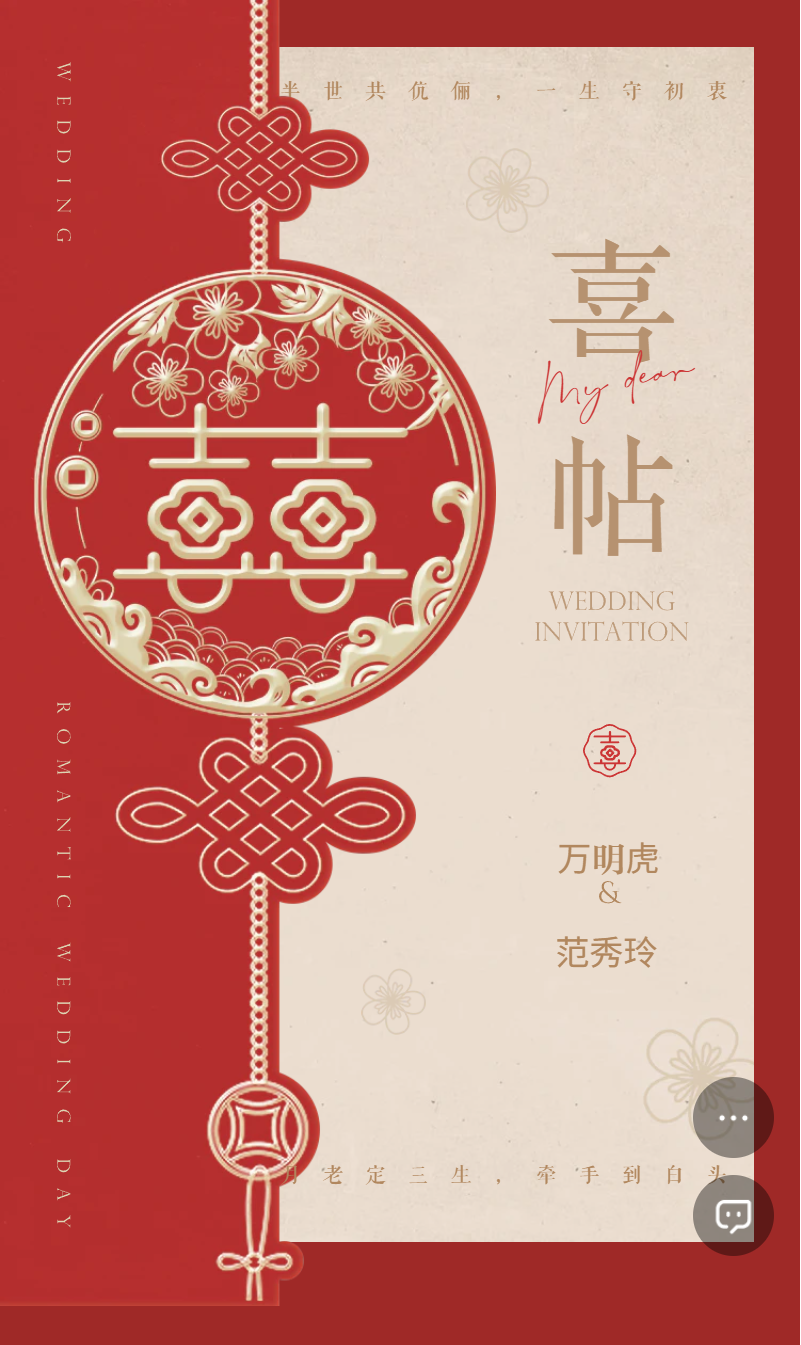 WEDDING
ROMANTIC WEDDING DAY
半世共伉俪，一生守初衷
囍
喜
My dear
帖
WEDDING
INVITATION
喜
万明虎
&
范秀玲
月老定三生，牵手到白头